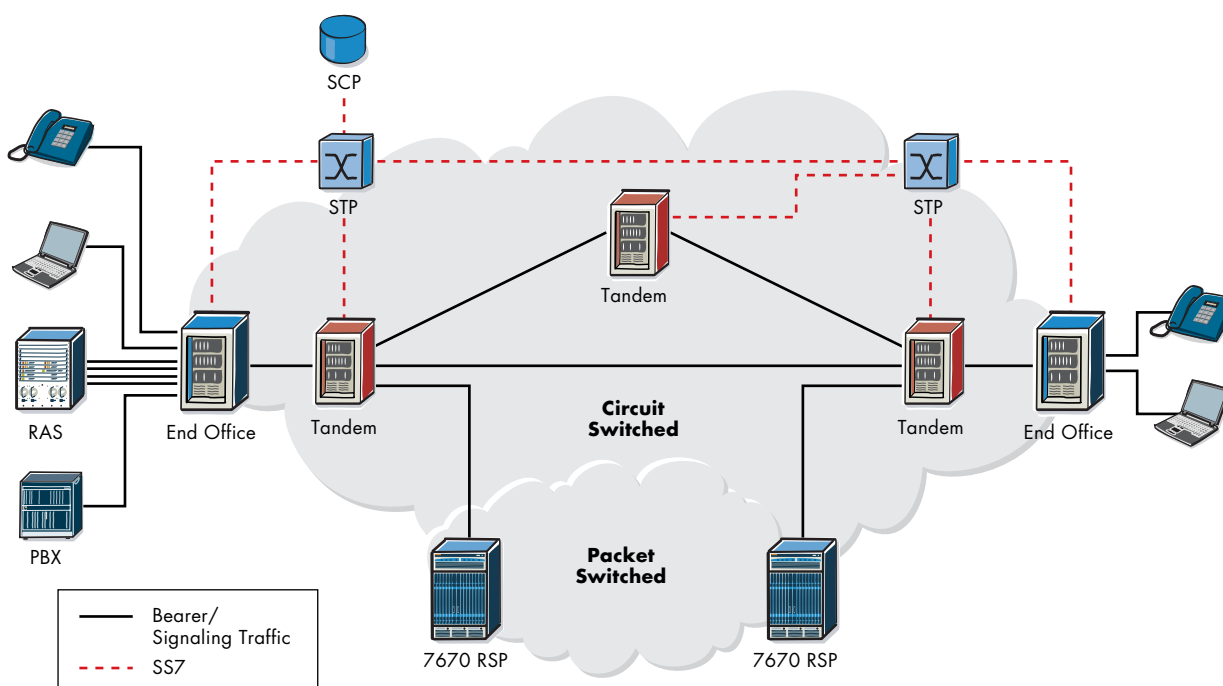 SCP
STP
STP
Tandem
RAS
End Office
Tandem
Circuit
Switched
Tandem
End Office
PBX
Packet
Switched
Bearer/
Signaling Traffic
SS7
7670 RSP
7670 RSP